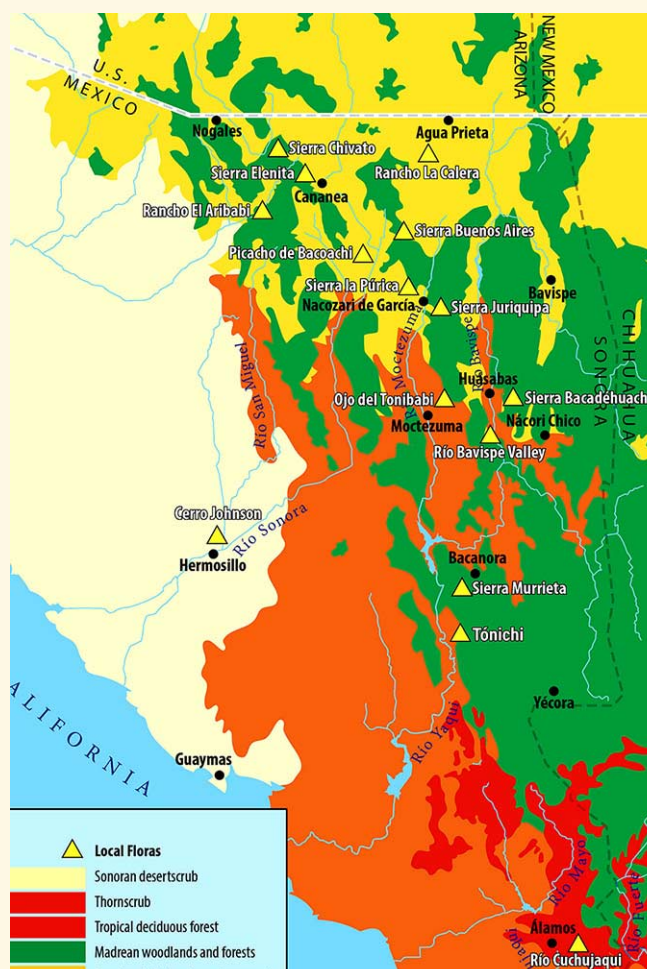 U.S.
MEXICO
ARIZONA
NEW MEXICO
Nogales
Agua Prieta
Sierra Chivato
Rancho La Calera
Sierra Elenita
Cananea
Rancho El Aribabi
Sierra Buenos Aires
Picacho de Bacoachi
Sierra la Púrica
Bavispe
Nacozari de García
Sierra Juriquipa
CHIHUAHUA
SONORA
Río San Miguel
Río Bavispe
Moctezuma
Huásabas
Ojo del Tonibabi
Sierra Bacadéhuach
Moctezuma
Nácori Chico
Río Bavispe Valley
Cerro Johnson
Río Sonora
Hermosillo
Bacanora
Sierra Murrieta
Tónichi
CALIFORNIA
Yécora
Río Yaqui
Guaymas
Río Mayo
Río Fuerte
Álamos
Río Cuchujaqui
Local Floras
Sonoran desertscrub
Thornscrub
Tropical deciduous forest
Madrean woodlands and forests